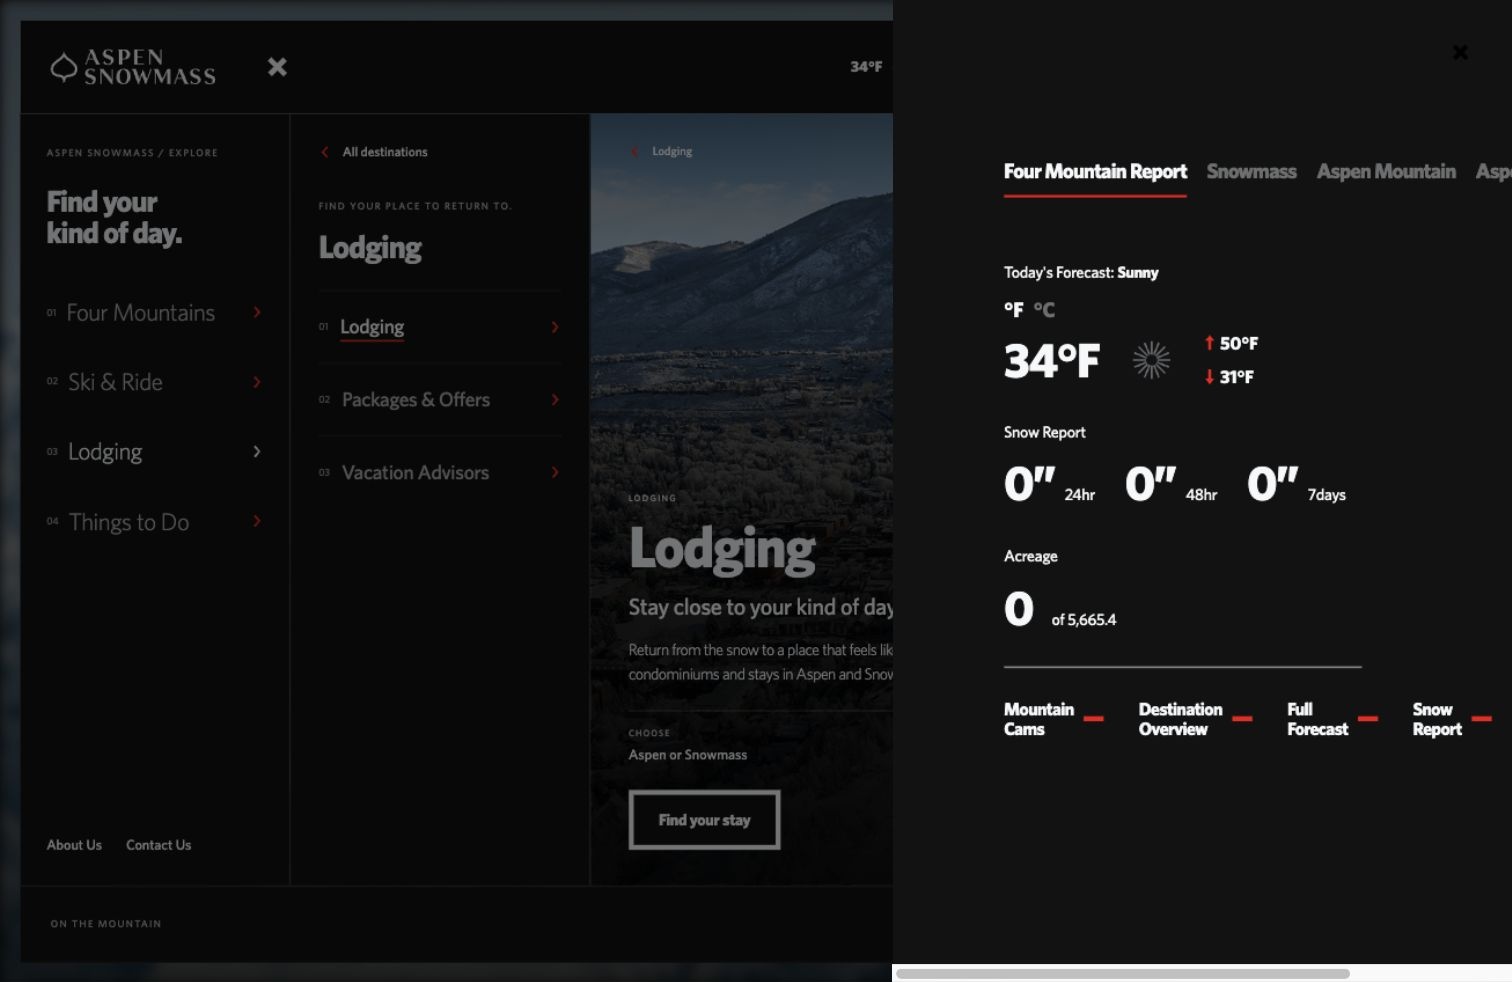 ASPEN
SNOWMASS
34°F
ASPEN SNOWMASS / EXPLORE
Find your
kind of day.
01 Four Mountains
02 Ski & Ride
03 Lodging
04 Things to Do
About Us Contact Us
All destinations
FIND YOUR PLACE TO RETURN TO.
Lodging
01 Lodging
02 Packages & Offers
03 Vacation Advisors
Lodging
LODGING
Lodging
Stay close to your kind of day
Return from the snow to a place that feels lik
condominiums and stays in Aspen and Snow
CHOOSE
Aspen or Snowmass
Find your stay
ON THE MOUNTAIN
Four Mountain Report Snowmass Aspen Mountain Asp
Today's Forecast: Sunny
°F °C
34°F
50°F
31°F
Snow Report
0" 24hr 0" 48hr 0" 7days
Acreage
0 of 5,665.4
Mountain
Cams
Destination
Overview
Full
Forecast
Snow
Report